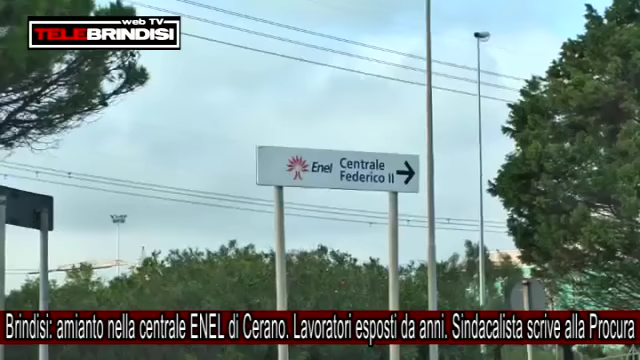 web TV
TELEBRINDISI
Enel Centrale
Federico II
Brindisi: amianto nella centrale ENEL di Cerano. Lavoratori esposti da anni. Sindacalista scrive alla Procura